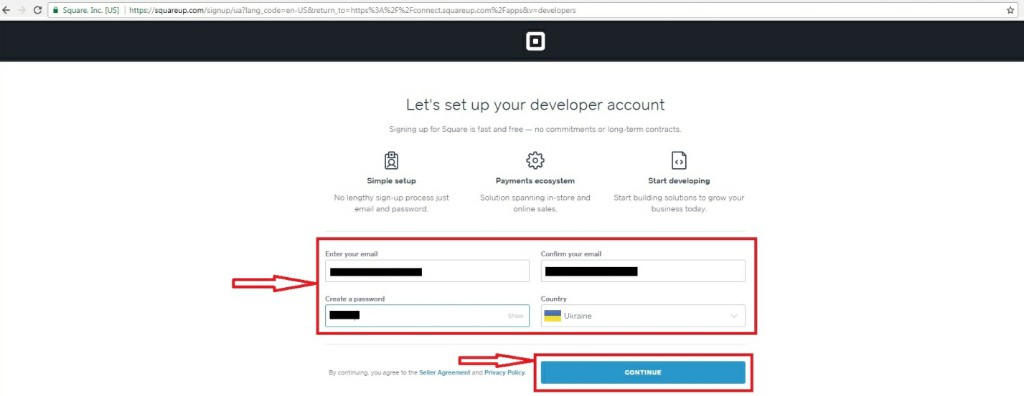 Square, Inc. [US] | https://squareup.com/signup/ua?lang_code=en-US&return_to=https%3A%2F%2Fconnect.squareup.com%2Fapps&v=developers
Let's set up your developer account
Signing up for Square is fast and free — no commitments or long-term contracts.
Simple setup
No lengthy sign-up process just
email and password.
Payments ecosystem
Solution spanning in-store and
online sales.
Start developing
Start building solutions to grow your
business today.
Enter your email
Confirm your email
Create a password
Show
Country
Ukraine
By continuing, you agree to the Seller Agreement and Privacy Policy.
CONTINUE